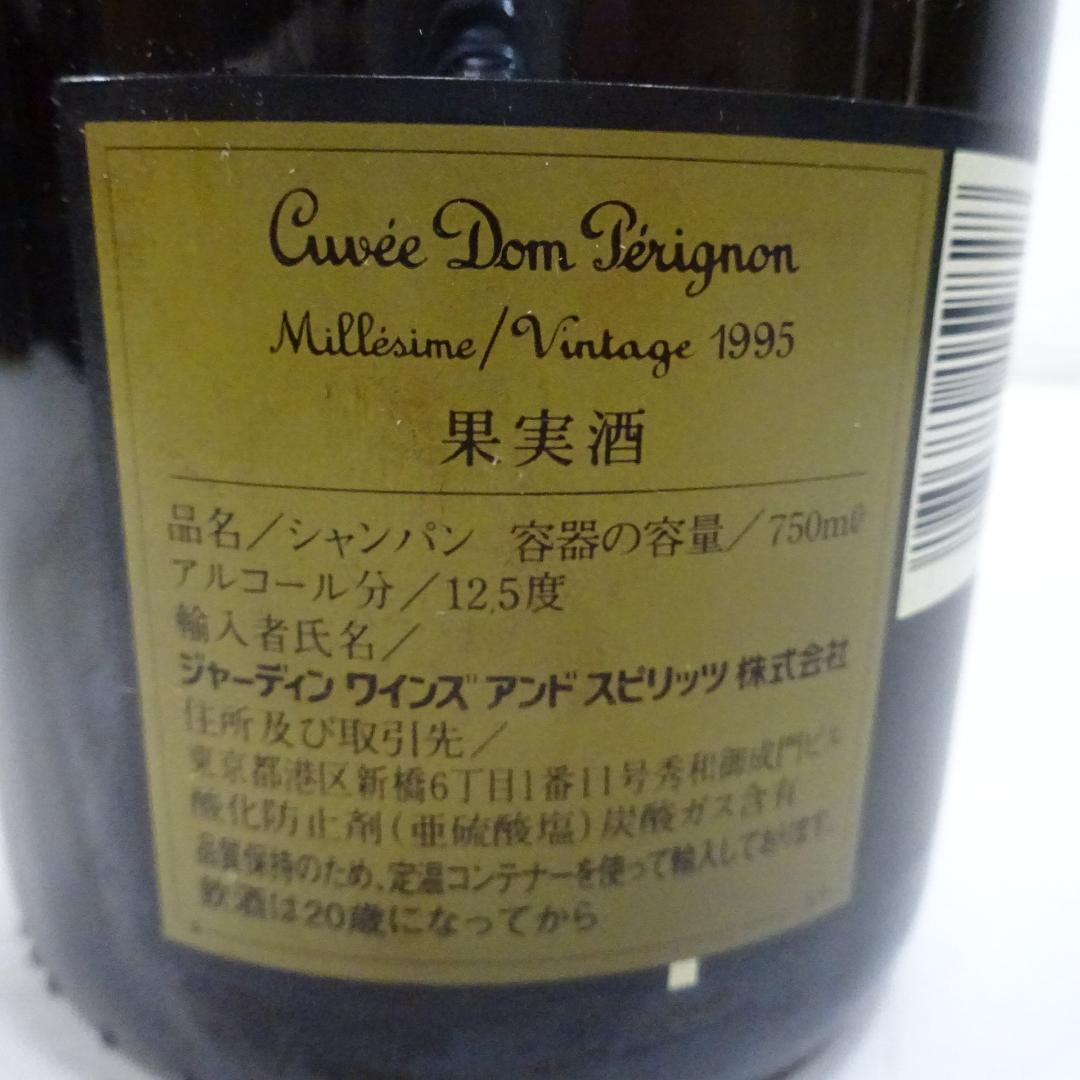 Cuvée Dom Pérignon
Millésime/Vintage 1995
果実酒
品名／シャンパン 容器の容量／750mℓ
アルコール分／12.5度
輸入者氏名／
ジャーディン ワインズ アンド スピリッツ 株式会社
住所及び取引先／
東京都港区新橋6丁目1番11号秀和御成門ビル
酸化防止剤(亜硫酸塩)炭酸ガス含有
品質保持のため、定温コンテナーを使って輸入しております。
飲酒は20歳になってから